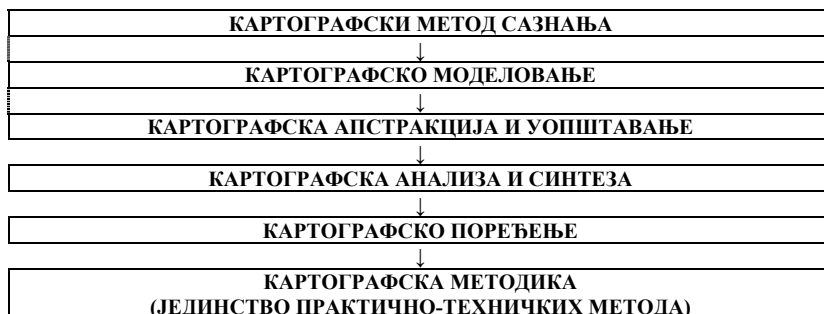 КАРТОГРАФСКИ МЕТОД САЗНАЊА
↓
КАРТОГРАФСКО МОДЕЛОВАЊЕ
↓
КАРТОГРАФСКА АПСТРАКЦИЈА И УОПШТАВАЊЕ
↓
КАРТОГРАФСКА АНАЛИЗА И СИНТЕЗА
↓
КАРТОГРАФСКО ПОРЕЂЕЊЕ
↓
КАРТОГРАФСКА МЕТОДИКА
(ЈЕДИНСТВО ПРАКТИЧНО-ТЕХНИЧКИХ МЕТОДА)